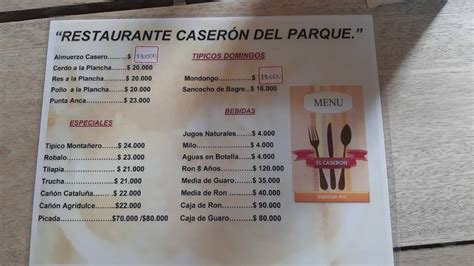 “RESTAURANTE CASERÓN DEL PARQUE.”
Almuerzo Casero......$ 13.000
Cerdo a la Plancha.....$ 20.000
Res a la Plancha........$ 20.000
Pollo a la Plancha......$ 20.000
Punta Anca.................$ 23.000
ESPECIALES
Típico Montañero....$ 24.000
Robalo......................$ 23.000
Tilapia ......................$ 21.000
Trucha......................$ 21.000
Cañón Cataluña.......$ 22.000
Cañón Agridulce......$22.000
Picada..............$70.000 /$80.000
TIPICOS DOMINGOS
Mondongo..............$ 13.000
Sancocho de Bagre..$ 16.000
BEBIDAS
Jugos Naturales.......$ 4.000
Milo...........................$ 4.000
Aguas en Botella......$ 4.000
Ron 8 Años...............$ 120.000
Media de Guaro........$ 35.000
Media de Ron ...........$ 40.000
Caja de Ron..............$ 90.000
Caja de Guaro...........$ 80.000
MENU
EL CASERON